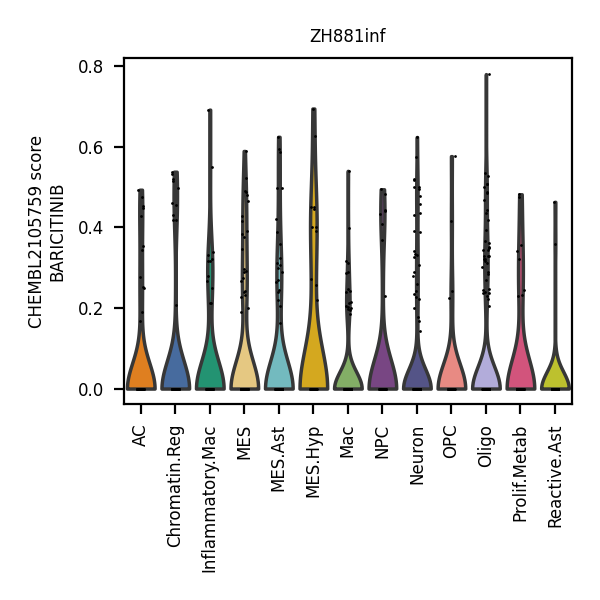 ZH881inf
CHEMBL2105759 score
BARICITINIB
0.8
0.6
0.4
0.2
0.0
AC
Chromatin.Reg
Inflammatory.Mac
MES
MES.Ast
MES.Hyp
Mac
NPC
Neuron
OPC
Oligo
Prolif.Metab
Reactive.Ast